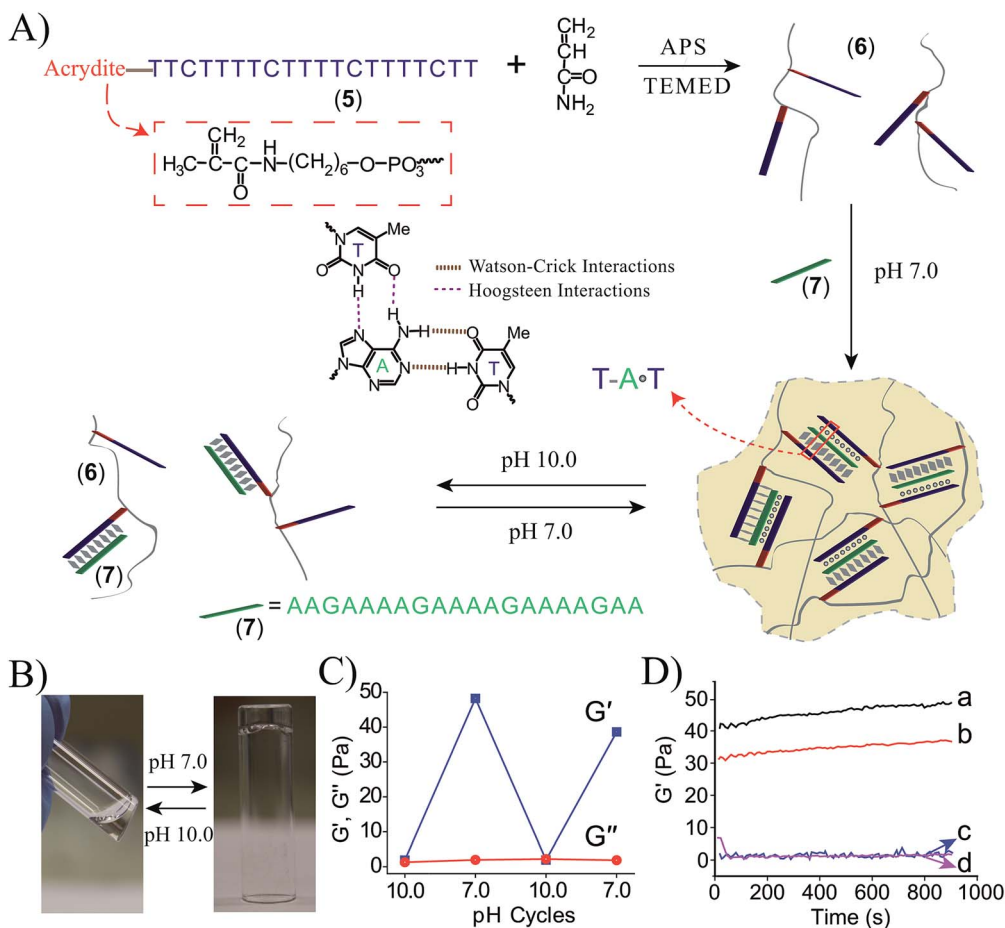 A)
Acrydite—TTCTTTTCTTTTCTTTTCTT
(5)
+
CH2
CH
C=O
NH2
APS
TEMED
(6)
CH2
H3C-C-C-N-(CH2)6-O-PO3
H
O
Me
T
N
O
N
O
H
Watson-Crick Interactions
Hoogsteen Interactions
(7)
pH 7.0
H
N-H
O
Me
N
N
A
N
H-N
T
N
N
N
O
T-A•T
(6)
(7)
pH 10.0
pH 7.0
(7)
= AAGAAAAGAAAAGAAAAGAA
B)
pH 7.0
pH 10.0
C)
G', G'' (Pa)
50
40
30
20
10
0
G'
G''
10.0 7.0 10.0 7.0
pH Cycles
D)
G' (Pa)
50
40
30
20
10
0
a
b
c
d
0 200 400 600 800 1000
Time (s)